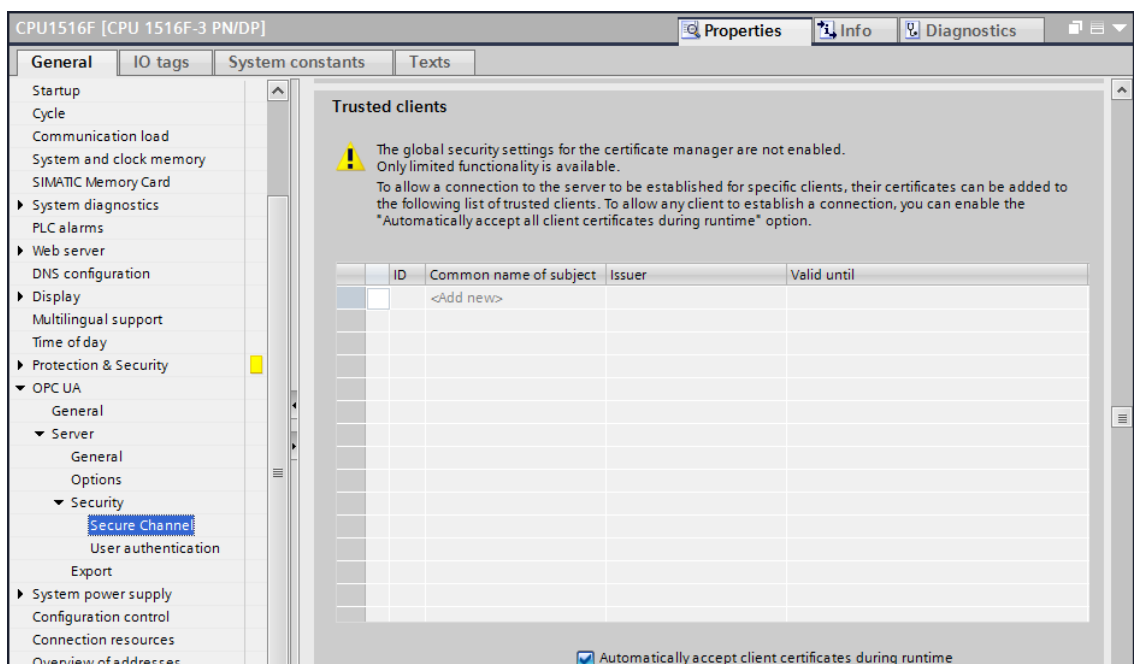 CPU1516F [CPU 1516F-3 PN/DP]
Properties
Info
Diagnostics
General
IO tags
System constants
Texts
Startup
Cycle
Communication load
System and clock memory
SIMATIC Memory Card
System diagnostics
PLC alarms
Web server
DNS configuration
Display
Multilingual support
Time of day
Protection & Security
OPC UA
General
Server
General
Options
Security
Secure Channel
User authentication
Export
System power supply
Configuration control
Connection resources
Overview of addresses
Trusted clients
The global security settings for the certificate manager are not enabled.
Only limited functionality is available.
To allow a connection to the server to be established for specific clients, their certificates can be added to
the following list of trusted clients. To allow any client to establish a connection, you can enable the
"Automatically accept all client certificates during runtime" option.
ID Common name of subject Issuer Valid until
<Add new>
Automatically accept client certificates during runtime